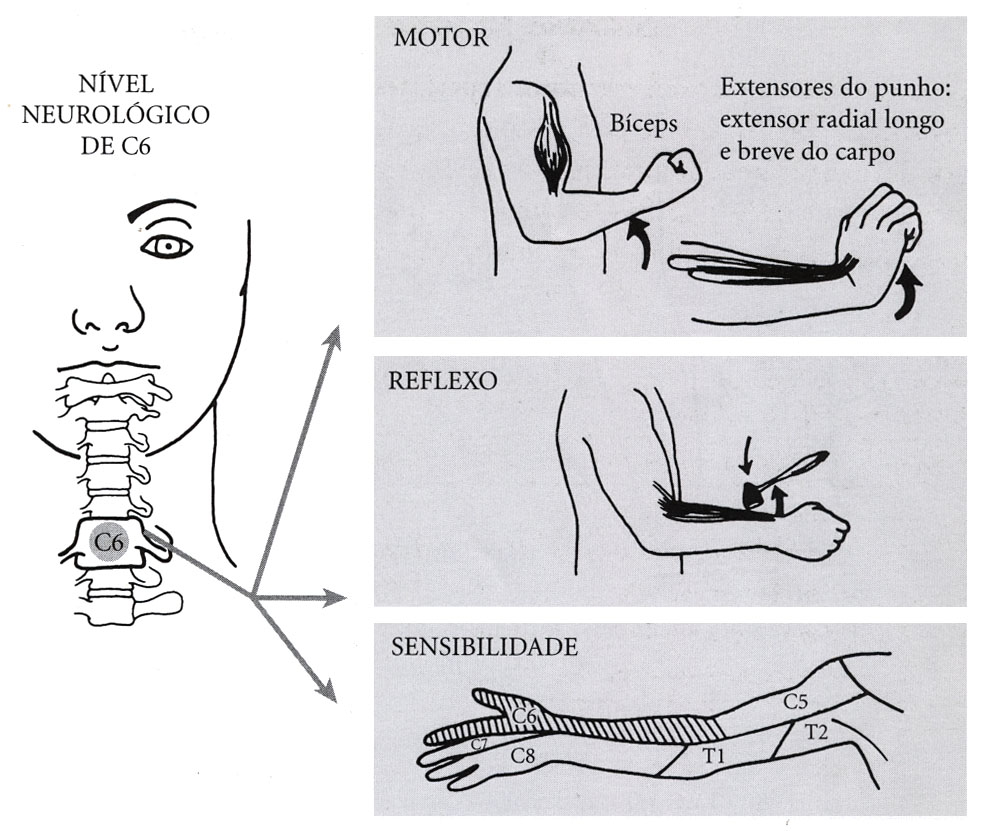 NÍVEL
NEUROLÓGICO
DE C6
C6
MOTOR
Bíceps
Extensores do punho:
extensor radial longo
e breve do carpo
REFLEXO
SENSIBILIDADE
C5
C6
T2
C7
C8
T1